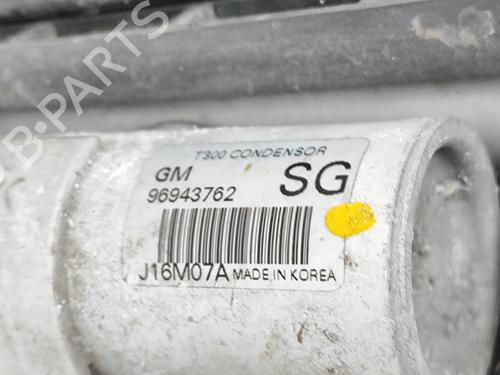 B-PARTS
T300 CONDENSOR
GM
SG
96943762
J16M07A MADE IN KOREA